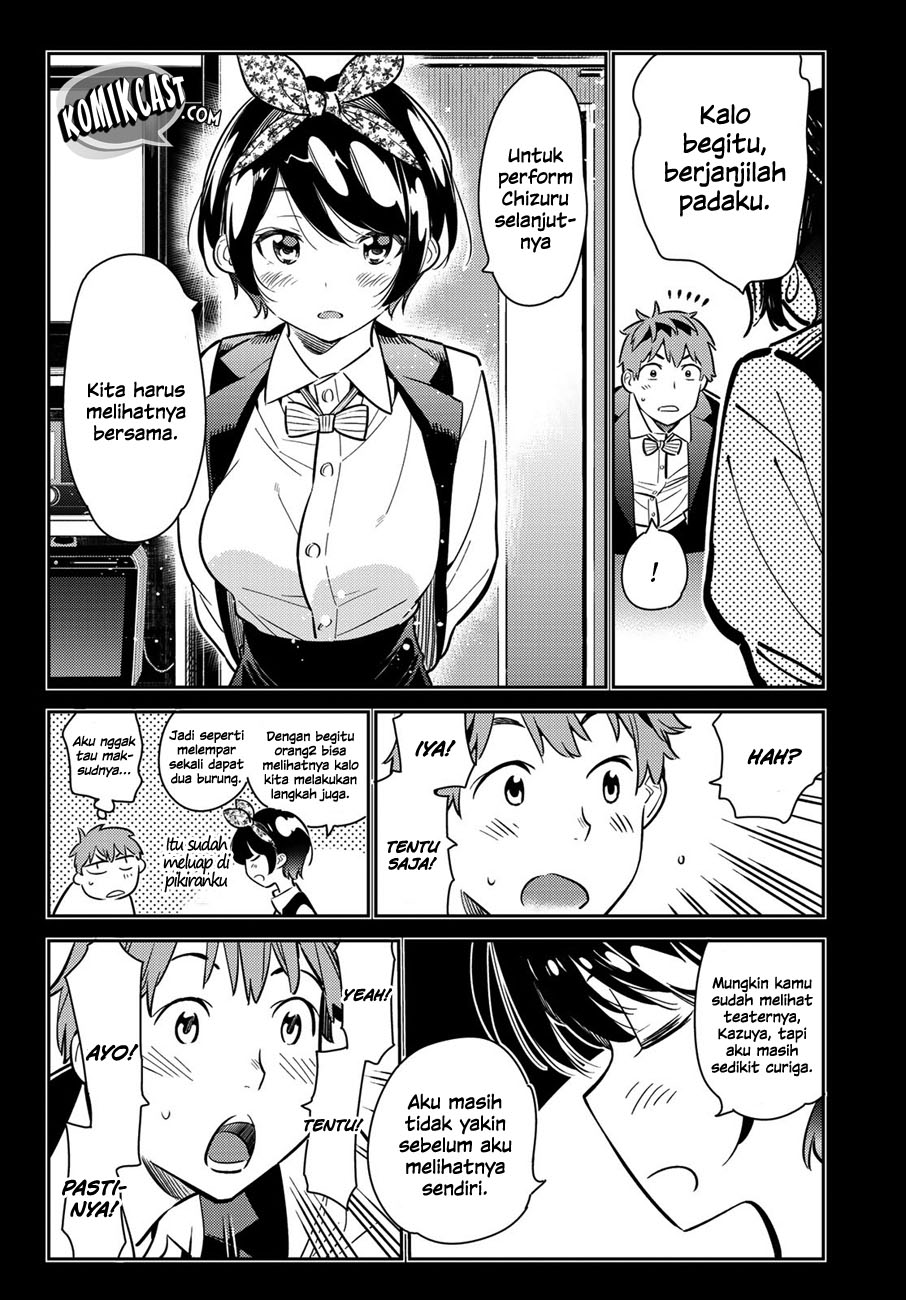 KOMIKCAST
.COM
Kalo
begitu,
berjanjilah
padaku.
!
Untuk
perform
Chizuru
selanjut-
nya
Kita harus
melihatnya
bersama.
HAH?
IYA!
TENTU
SAJA!
Dengan begitu
orang2 bisa
melihatnya kalo
kita melakukan
langkah juga.
Jadi seperti
melempar
sekali dapat
dua burung.
Itu sudah
meluap di
pikiranku
Aku nggak
tau mak-
sudnya...
Mungkin kamu
sudah melihat
teaternya,
Kazuya, tapi
aku masih
sedikit curiga.
Aku masih
tidak yakin
sebelum aku
melihatnya
sendiri.
YEAH!
TENTU!
AYO!
PASTI-
NYA!